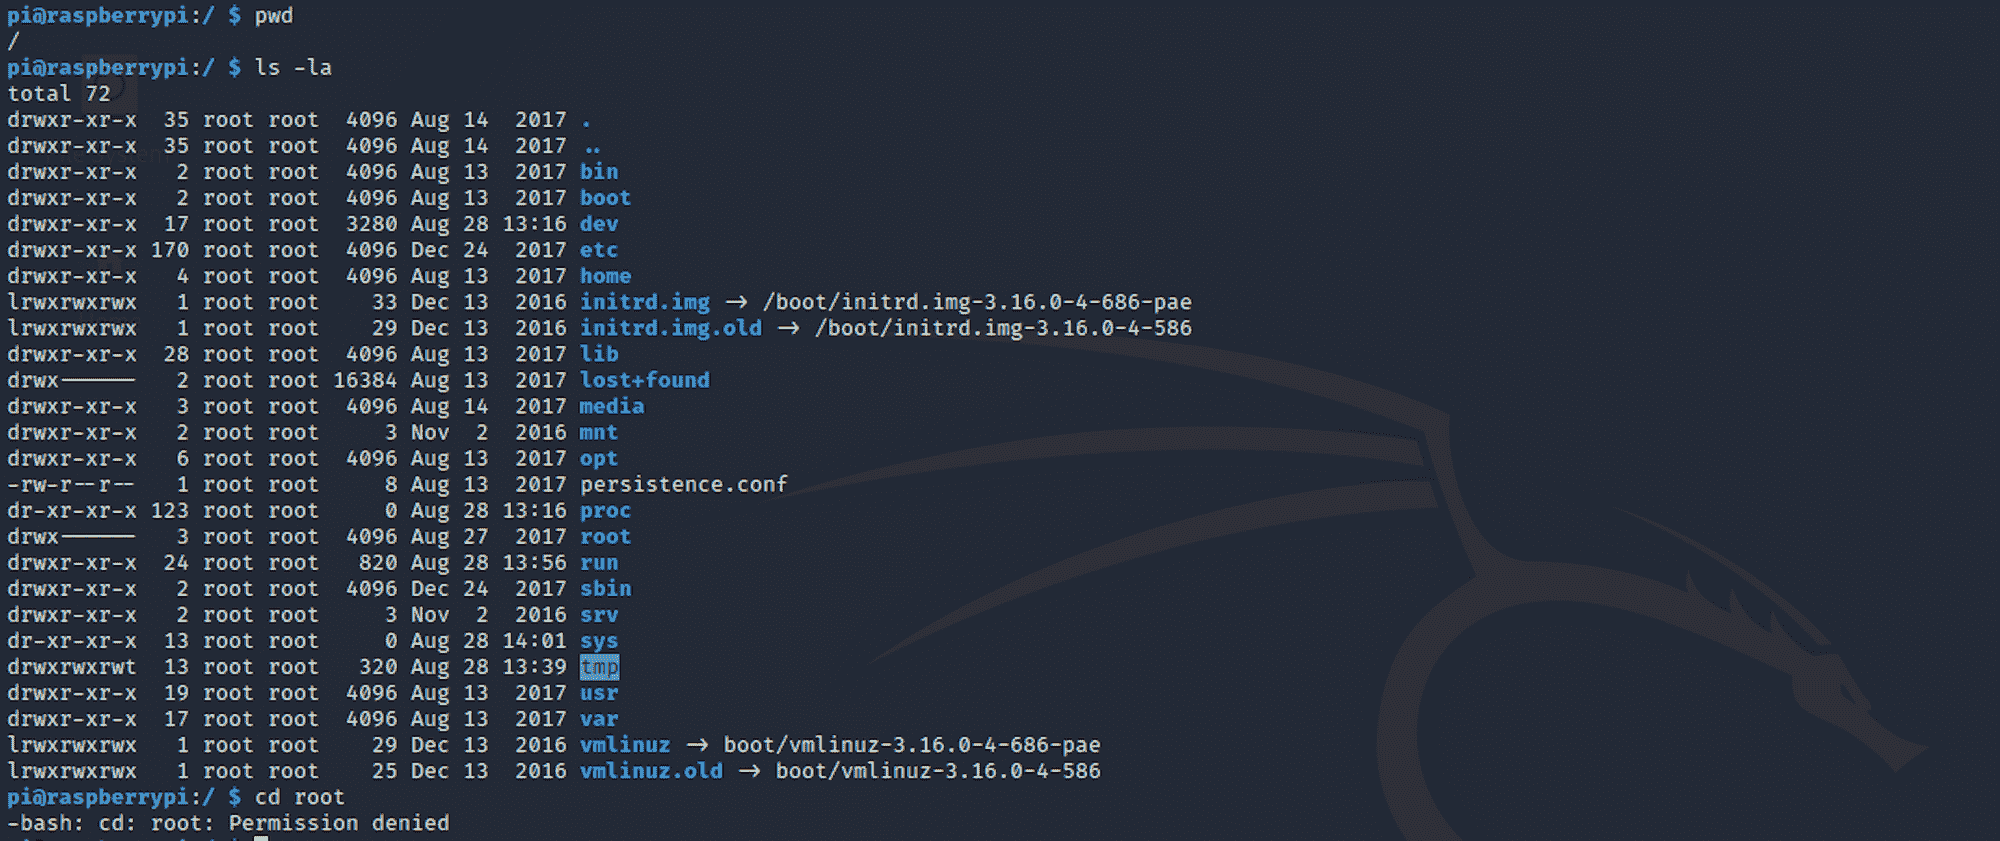 pi@raspberrypi:/ $ pwd
/
pi@raspberrypi:/ $ ls -la
total 72
drwxr-xr-x  35 root root  4096 Aug 14  2017 .
drwxr-xr-x  35 root root  4096 Aug 14  2017 ..
drwxr-xr-x   2 root root  4096 Aug 13  2017 bin
drwxr-xr-x   2 root root  4096 Aug 13  2017 boot
drwxr-xr-x  17 root root  3280 Aug 28 13:16 dev
drwxr-xr-x 170 root root  4096 Dec 24  2017 etc
drwxr-xr-x   4 root root  4096 Aug 13  2017 home
lrwxrwxrwx   1 root root    33 Dec 13  2016 initrd.img -> /boot/initrd.img-3.16.0-4-686-pae
lrwxrwxrwx   1 root root    29 Dec 13  2016 initrd.img.old -> /boot/initrd.img-3.16.0-4-586
drwxr-xr-x  28 root root  4096 Aug 13  2017 lib
drwx------   2 root root 16384 Aug 13  2017 lost+found
drwxr-xr-x   3 root root  4096 Aug 14  2017 media
drwxr-xr-x   2 root root     3 Nov  2  2016 mnt
drwxr-xr-x   6 root root  4096 Aug 13  2017 opt
-rw-r--r--   1 root root     8 Aug 13  2017 persistence.conf
dr-xr-xr-x 123 root root     0 Aug 28 13:16 proc
drwx------   3 root root  4096 Aug 27  2017 root
drwxr-xr-x  24 root root   820 Aug 28 13:56 run
drwxr-xr-x   2 root root  4096 Dec 24  2017 sbin
drwxr-xr-x   2 root root     3 Nov  2  2016 srv
dr-xr-xr-x  13 root root     0 Aug 28 14:01 sys
drwxrwxrwt  13 root root   320 Aug 28 13:39 tmp
drwxr-xr-x  19 root root  4096 Aug 13  2017 usr
drwxr-xr-x  17 root root  4096 Aug 13  2017 var
lrwxrwxrwx   1 root root    29 Dec 13  2016 vmlinuz -> boot/vmlinuz-3.16.0-4-686-pae
lrwxrwxrwx   1 root root    25 Dec 13  2016 vmlinuz.old -> boot/vmlinuz-3.16.0-4-586
pi@raspberrypi:/ $ cd root
-bash: cd: root: Permission denied